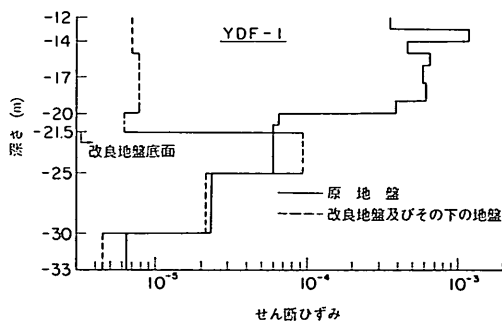 YDF-1
-12
-14
-17
-20
-21.5
-25
-30
-33
深さ (m)
改良地盤底面
原地盤
改良地盤及びその下の地盤
10⁻⁵
10⁻⁴
10⁻³
せん断ひずみ